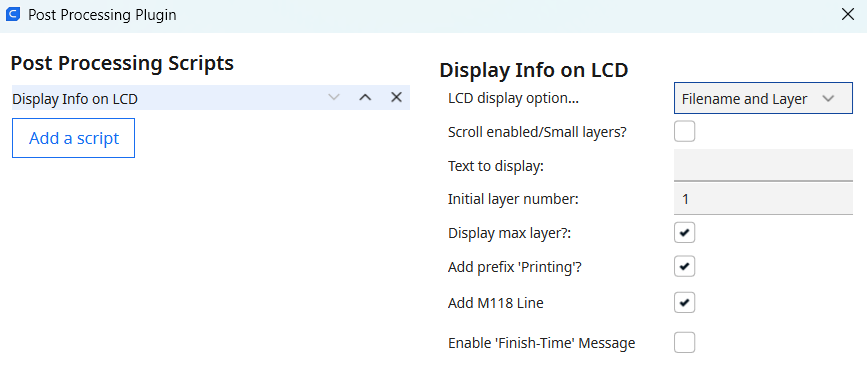 Post Processing Plugin
Post Processing Scripts
Display Info on LCD
Add a script
Display Info on LCD
LCD display option...
Filename and Layer
Scroll enabled/Small layers?
Text to display:
Initial layer number:
1
Display max layer?:
Add prefix 'Printing'?
Add M118 Line
Enable 'Finish-Time' Message